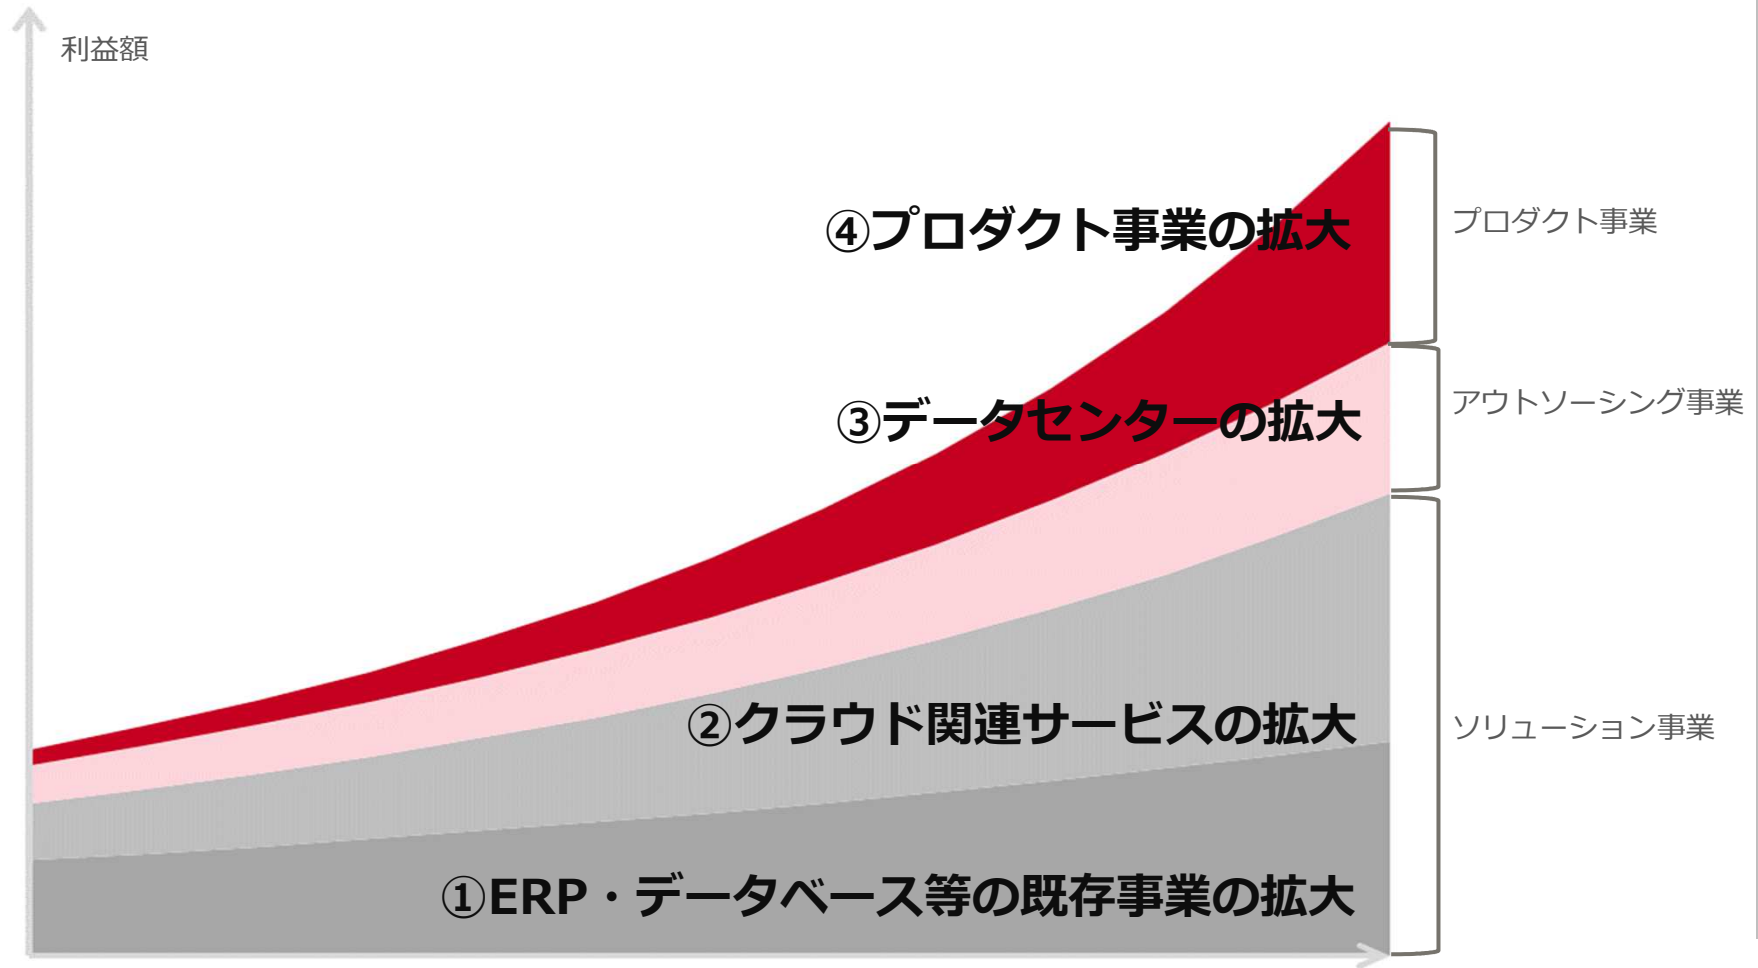 利益額
④プロダクト事業の拡大
プロダクト事業
③データセンターの拡大
アウトソーシング事業
②クラウド関連サービスの拡大
ソリューション事業
①ERP・データベース等の既存事業の拡大